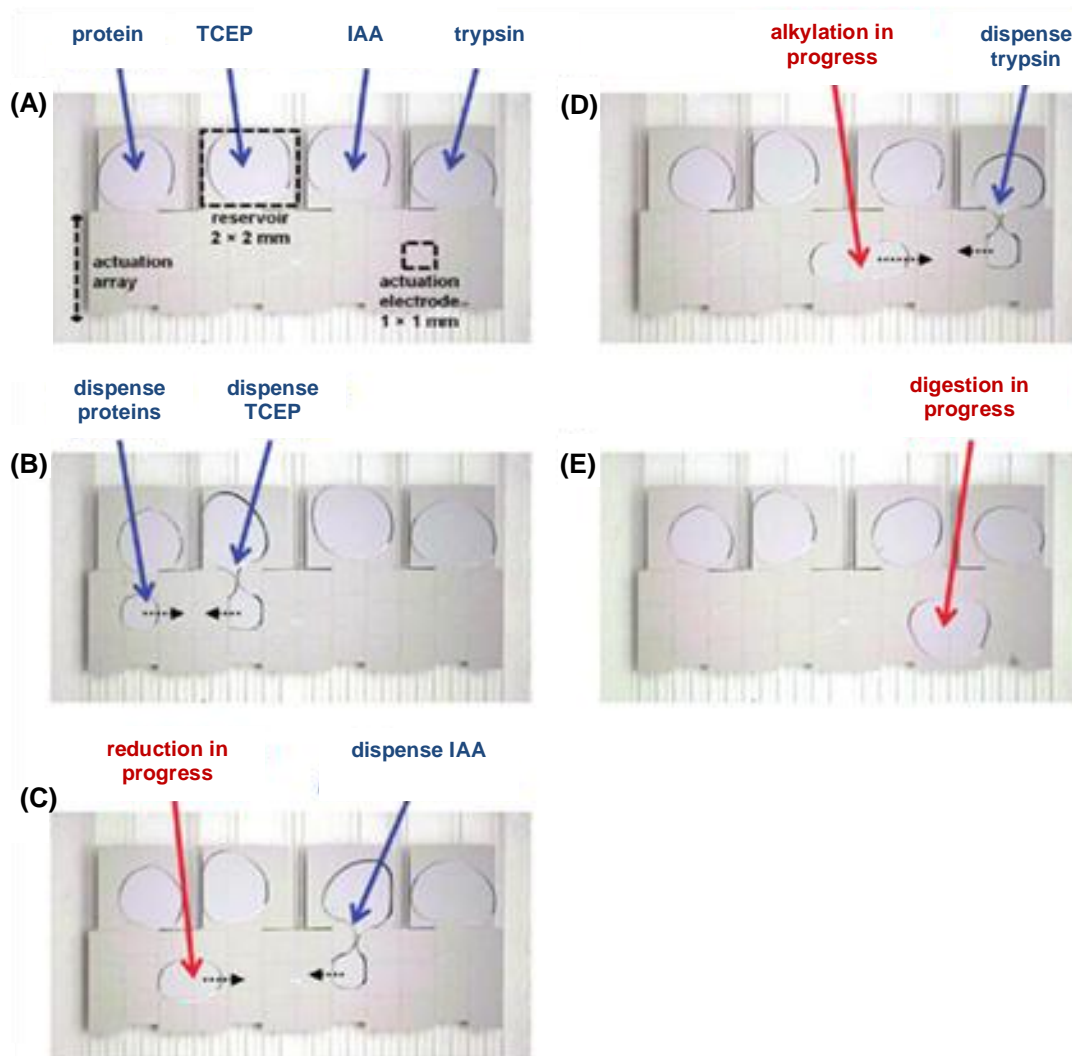 protein TCEP IAA trypsin
(A)
reservoir
2 × 2 mm
actuation
array
actuation
electrode
1 × 1 mm
dispense
proteins
dispense
TCEP
(B)
reduction in
progress
dispense IAA
(C)
alkylation in
progress
dispense
trypsin
(D)
digestion in
progress
(E)